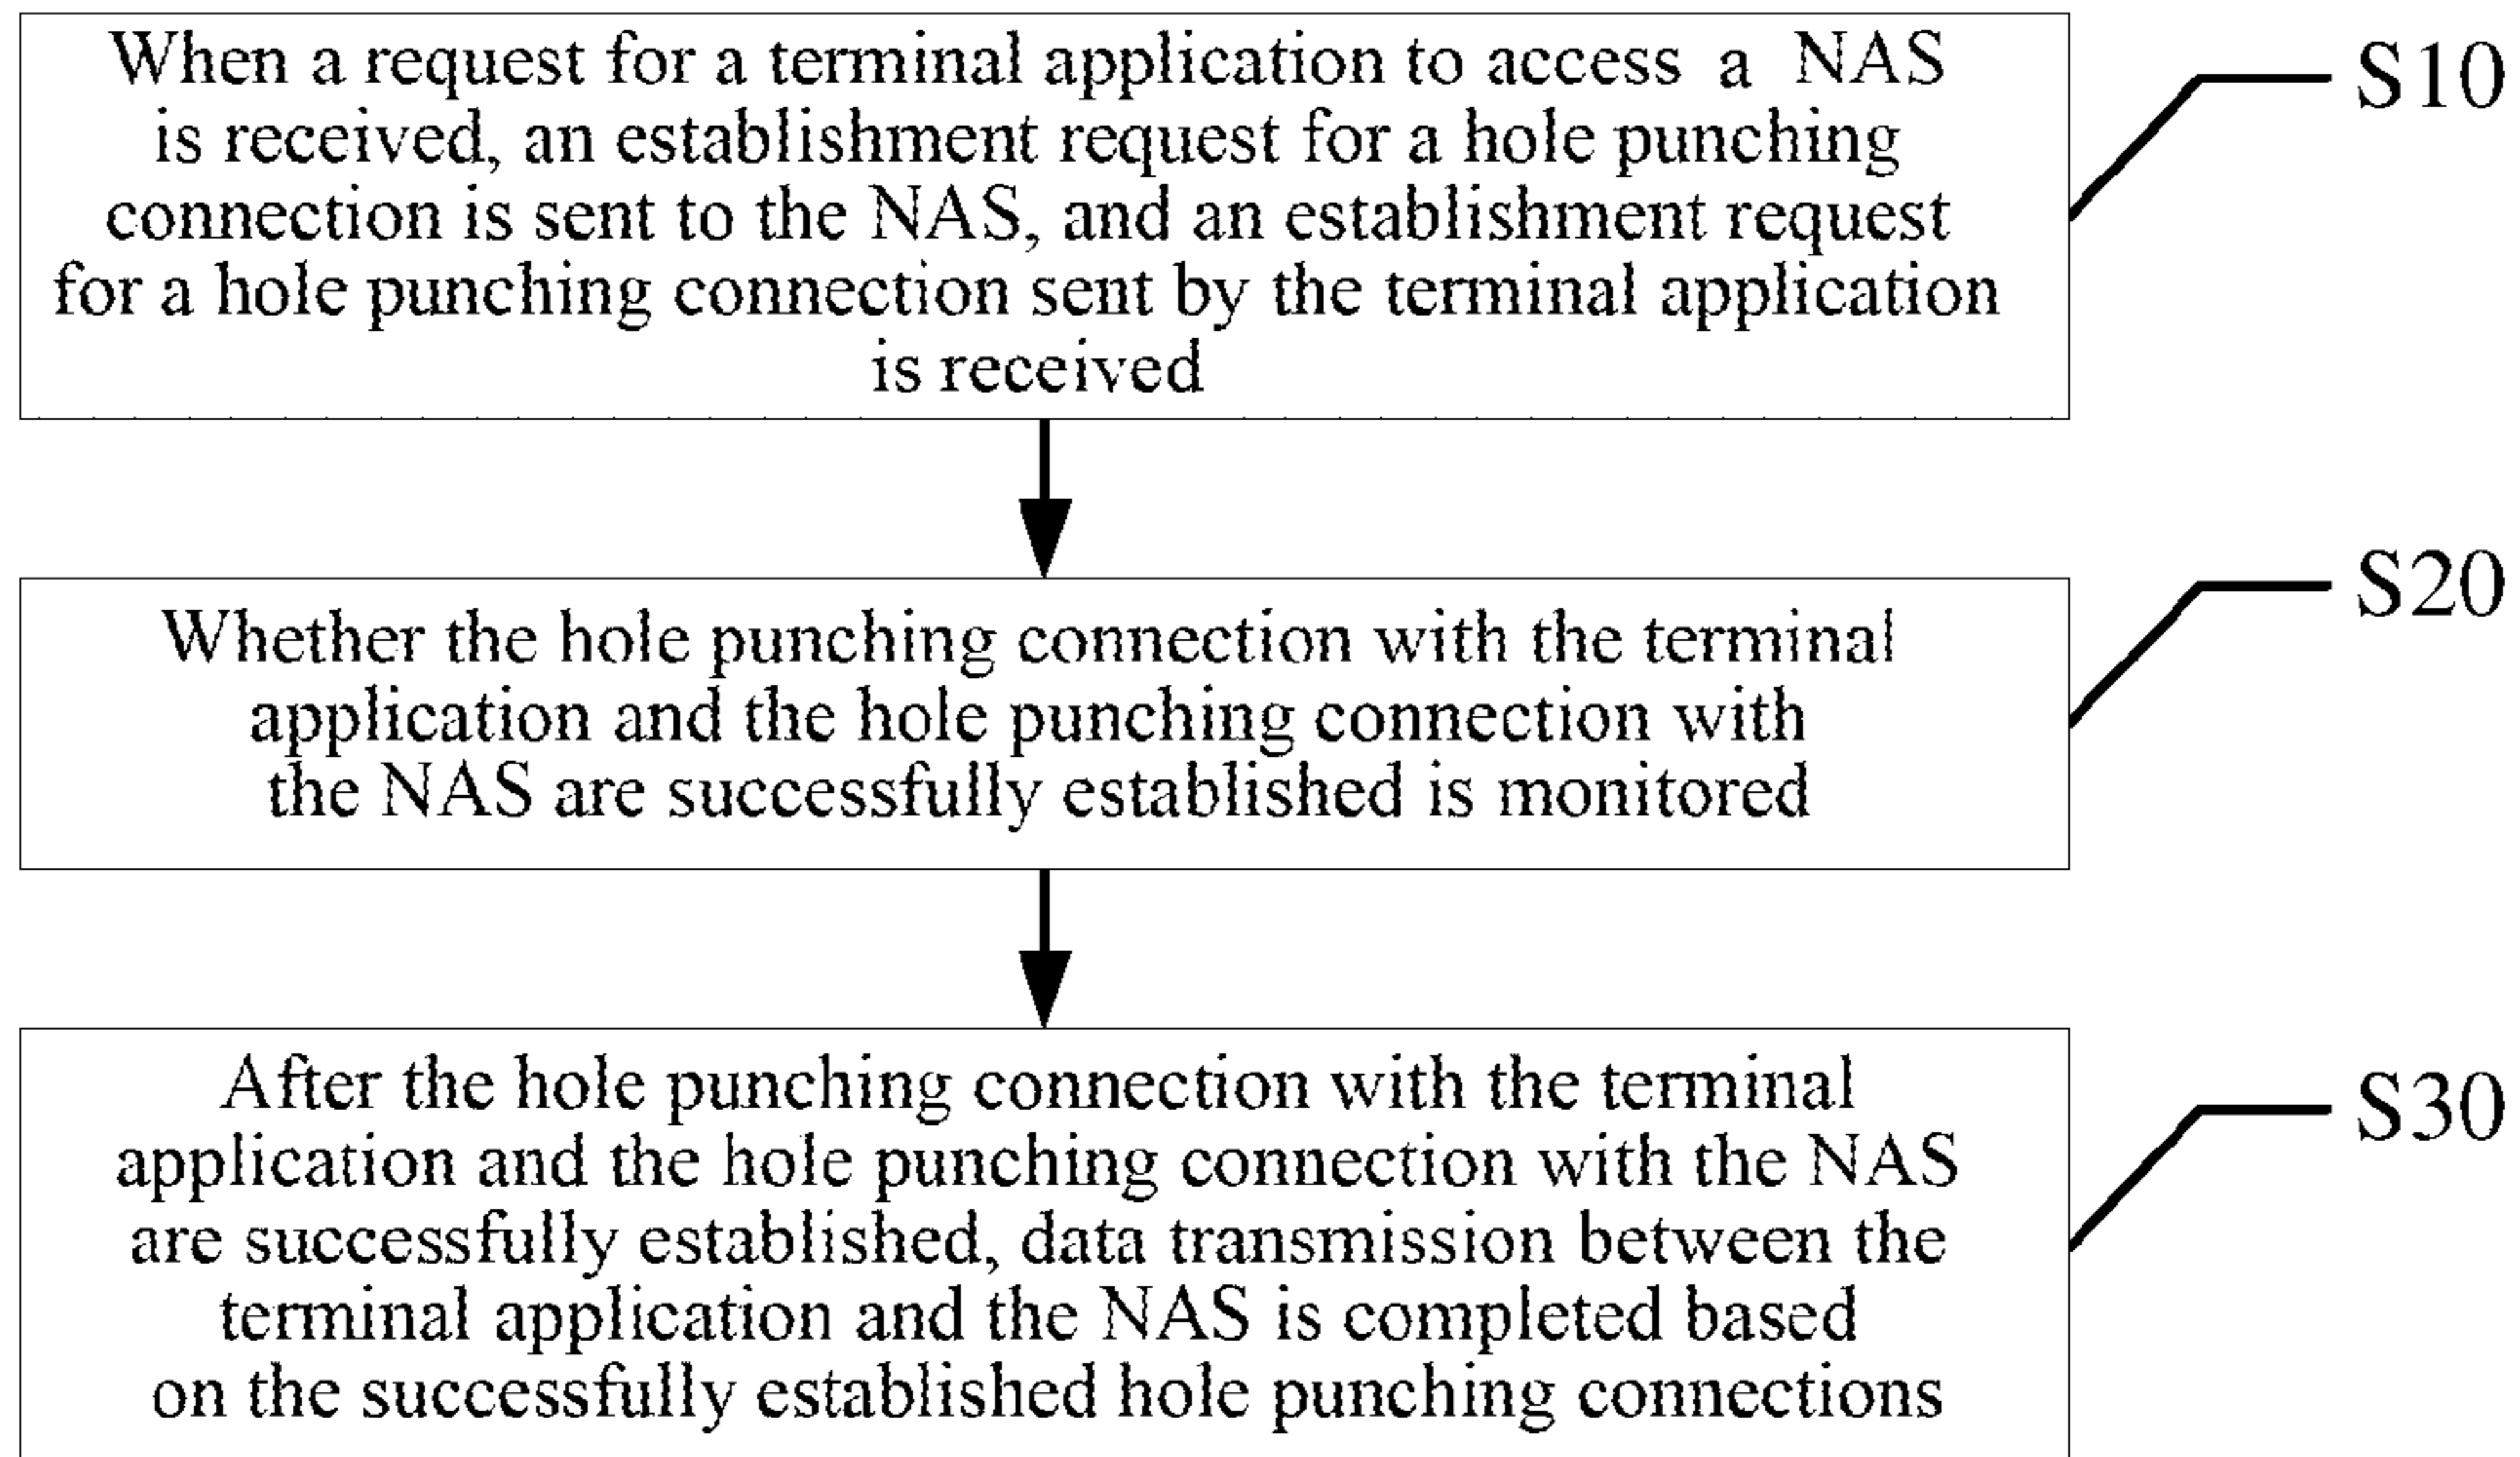 When a request for a terminal application to access a NAS
is received, an establishment request for a hole punching
connection is sent to the NAS, and an establishment request
for a hole punching connection sent by the terminal application
is received
S10
Whether the hole punching connection with the terminal
application and the hole punching connection with
the NAS are successfully established is monitored
S20
After the hole punching connection with the terminal
application and the hole punching connection with the NAS
are successfully established, data transmission between the
terminal application and the NAS is completed based
on the successfully established hole punching connections
S30